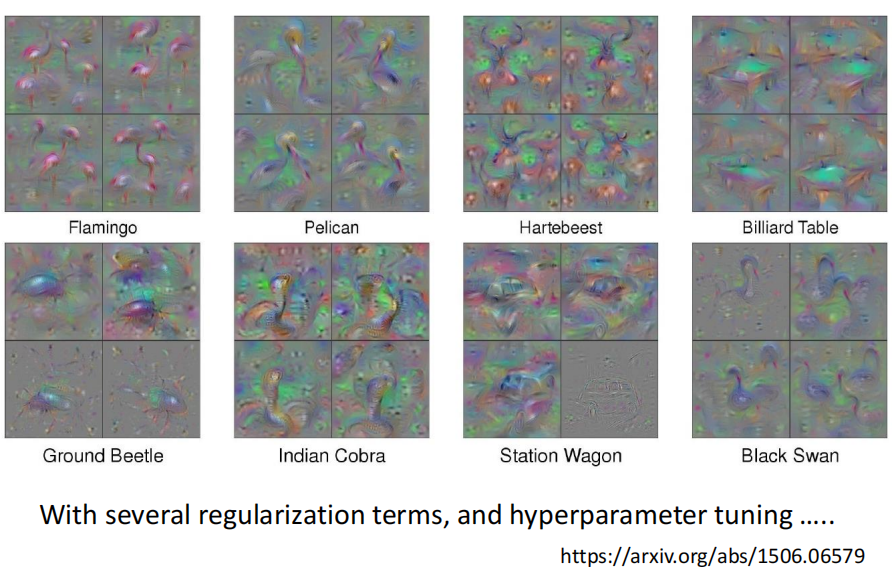 Flamingo
Pelican
Hartebeest
Billiard Table
Ground Beetle
Indian Cobra
Station Wagon
Black Swan
With several regularization terms, and hyperparameter tuning …..
https://arxiv.org/abs/1506.06579